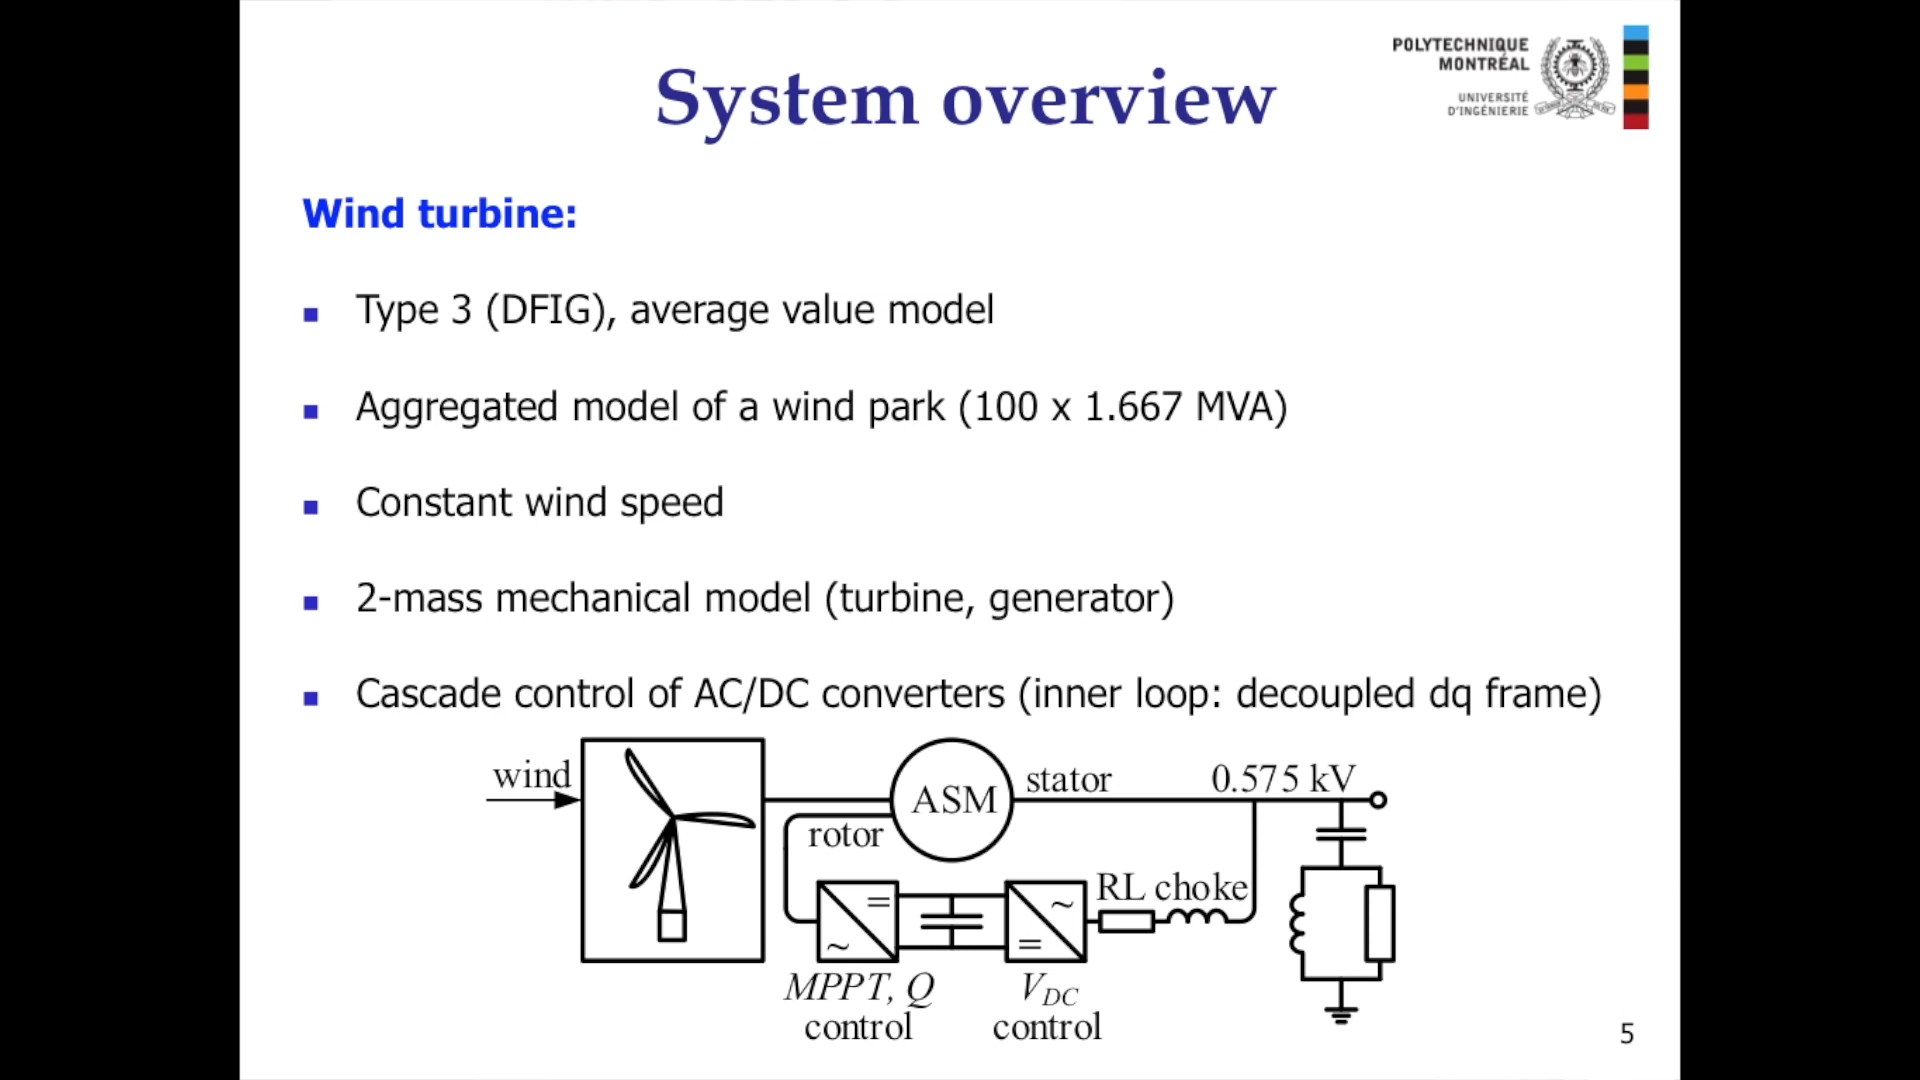 POLYTECHNIQUE
MONTRÉAL
UNIVERSITÉ
D'INGÉNIERIE
System overview
Wind turbine:
Type 3 (DFIG), average value model
Aggregated model of a wind park (100 x 1.667 MVA)
Constant wind speed
2-mass mechanical model (turbine, generator)
Cascade control of AC/DC converters (inner loop: decoupled dq frame)
wind
ASM
stator
0.575 kV
rotor
RL choke
MPPT, Q
control
VDC
control
5